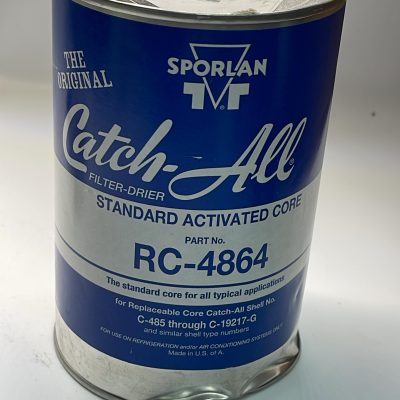 THE
ORIGINAL
SPORLAN
Catch-All®
FILTER-DRIER
STANDARD ACTIVATED CORE
PART No.
RC-4864
The standard core for all typical applications
for Replaceable Core Catch-All Shell No.
C-485 through C-19217-G
and similar shell type numbers
FOR USE ON REFRIGERATION and/or AIR CONDITIONING SYSTEMS ONLY
Made in U.S. of A.